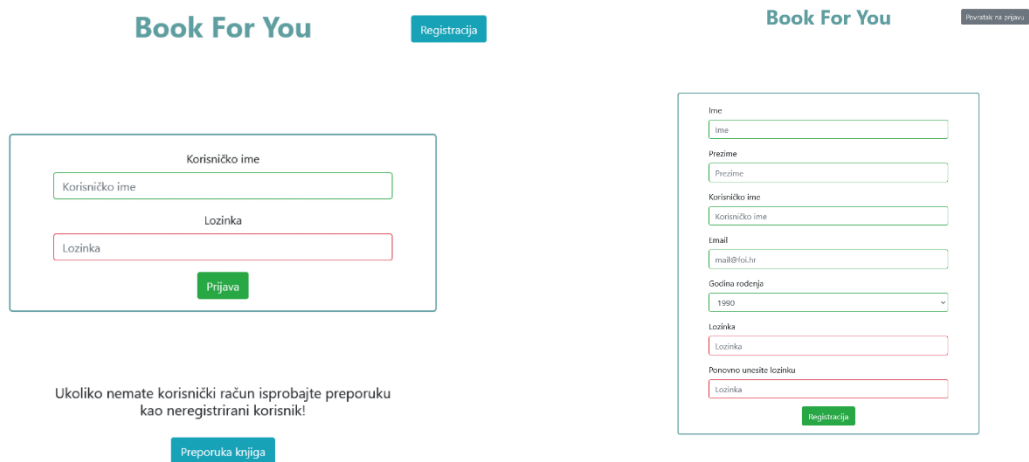 Book For You
Registracija
Korisničko ime
Korisničko ime
Lozinka
Lozinka
Prijava
Ukoliko nemate korisnički račun isprobajte preporuku
kao neregistrirani korisnik!
Preporuka knjiga
Book For You
Povratak na prijavu
Ime
Ime
Prezime
Prezime
Korisničko ime
Korisničko ime
Email
mail@foi.hr
Godina rođenja
1990
Lozinka
Lozinka
Ponovno unesite lozinku
Lozinka
Registracija